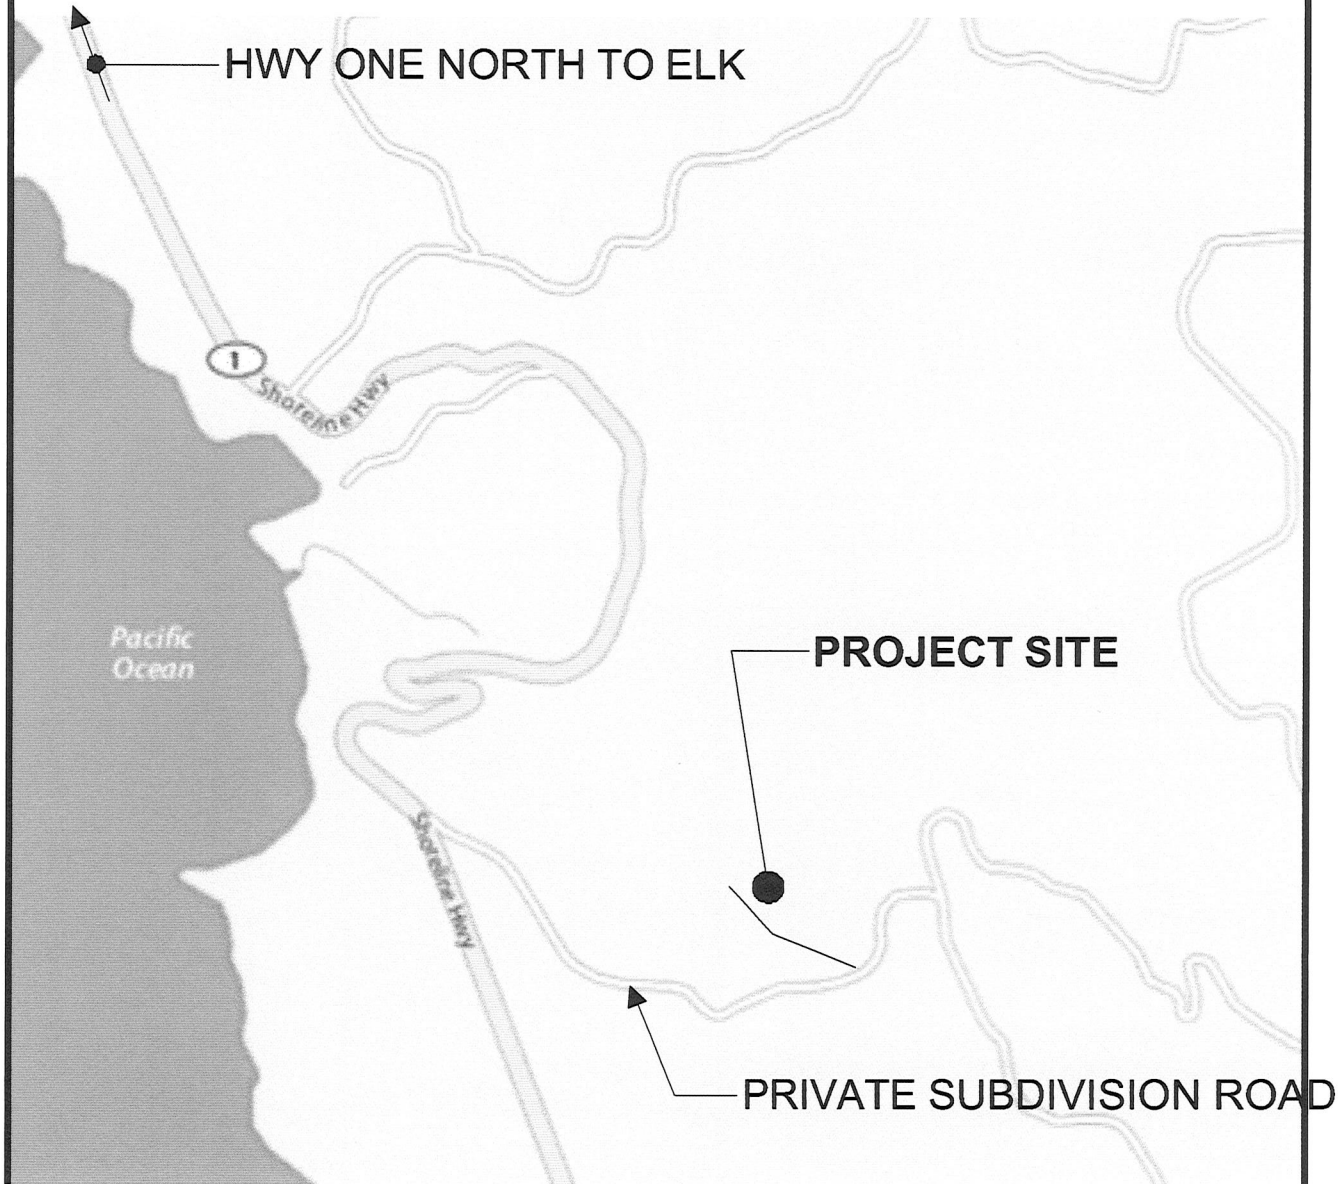 HWY ONE NORTH TO ELK
1
Shoreline Hwy
Pacific
Ocean
PROJECT SITE
Shoreline Hwy
PRIVATE SUBDIVISION ROAD